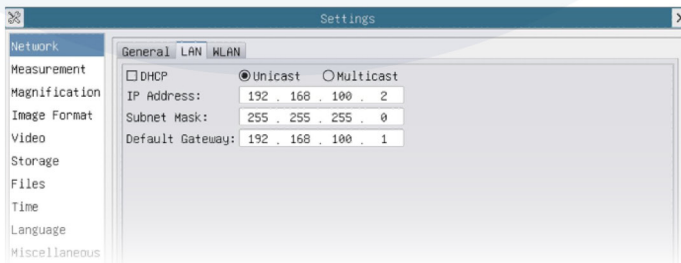 Settings
Network
Measurement
Magnification
Image Format
Video
Storage
Files
Time
Language
Miscellaneous
General LAN WLAN
DHCP Unicast Multicast
IP Address: 192 . 168 . 100 . 2
Subnet Mask: 255 . 255 . 255 . 0
Default Gateway: 192 . 168 . 100 . 1